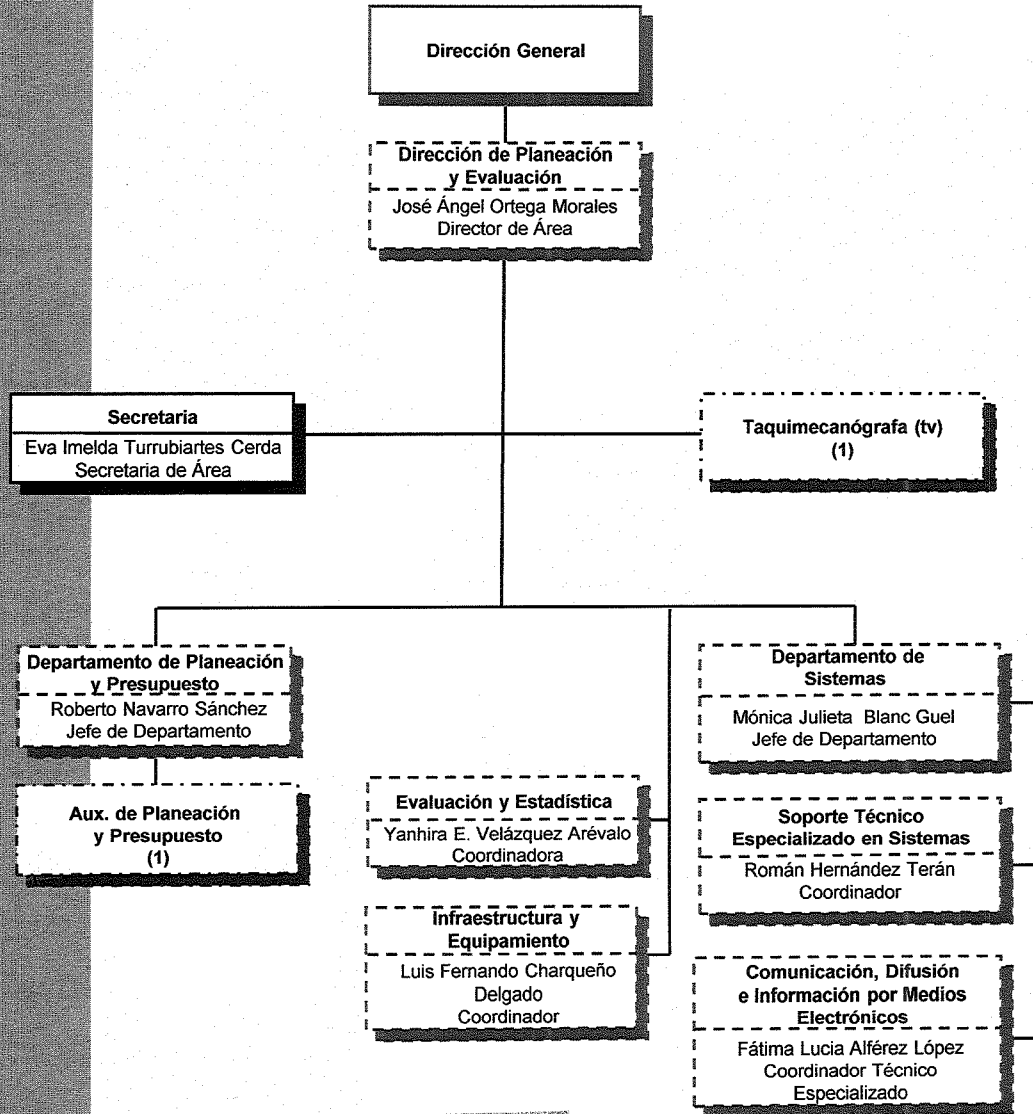 Dirección General
Dirección de Planeación
y Evaluación
José Ángel Ortega Morales
Director de Área
Secretaria
Eva Imelda Turrubiartes Cerda
Secretaria de Área
Taquimecanógrafa (tv)
(1)
Departamento de Planeación
y Presupuesto
Roberto Navarro Sánchez
Jefe de Departamento
Aux. de Planeación
y Presupuesto
(1)
Evaluación y Estadística
Yanhira E. Velázquez Arévalo
Coordinadora
Infraestructura y
Equipamiento
Luis Fernando Charqueño
Delgado
Coordinador
Departamento de
Sistemas
Mónica Julieta Blanc Guel
Jefe de Departamento
Soporte Técnico
Especializado en Sistemas
Román Hernández Terán
Coordinador
Comunicación, Difusión
e Información por Medios
Electrónicos
Fátima Lucia Alférez López
Coordinador Técnico
Especializado